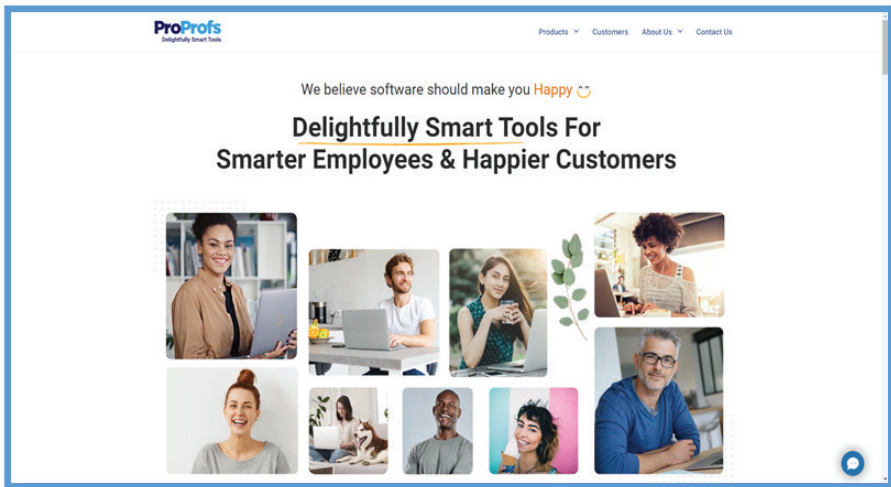 ProProfs
Delightfully Smart Tools
Products Customers About Us Contact Us
We believe software should make you Happy
Delightfully Smart Tools For
Smarter Employees & Happier Customers